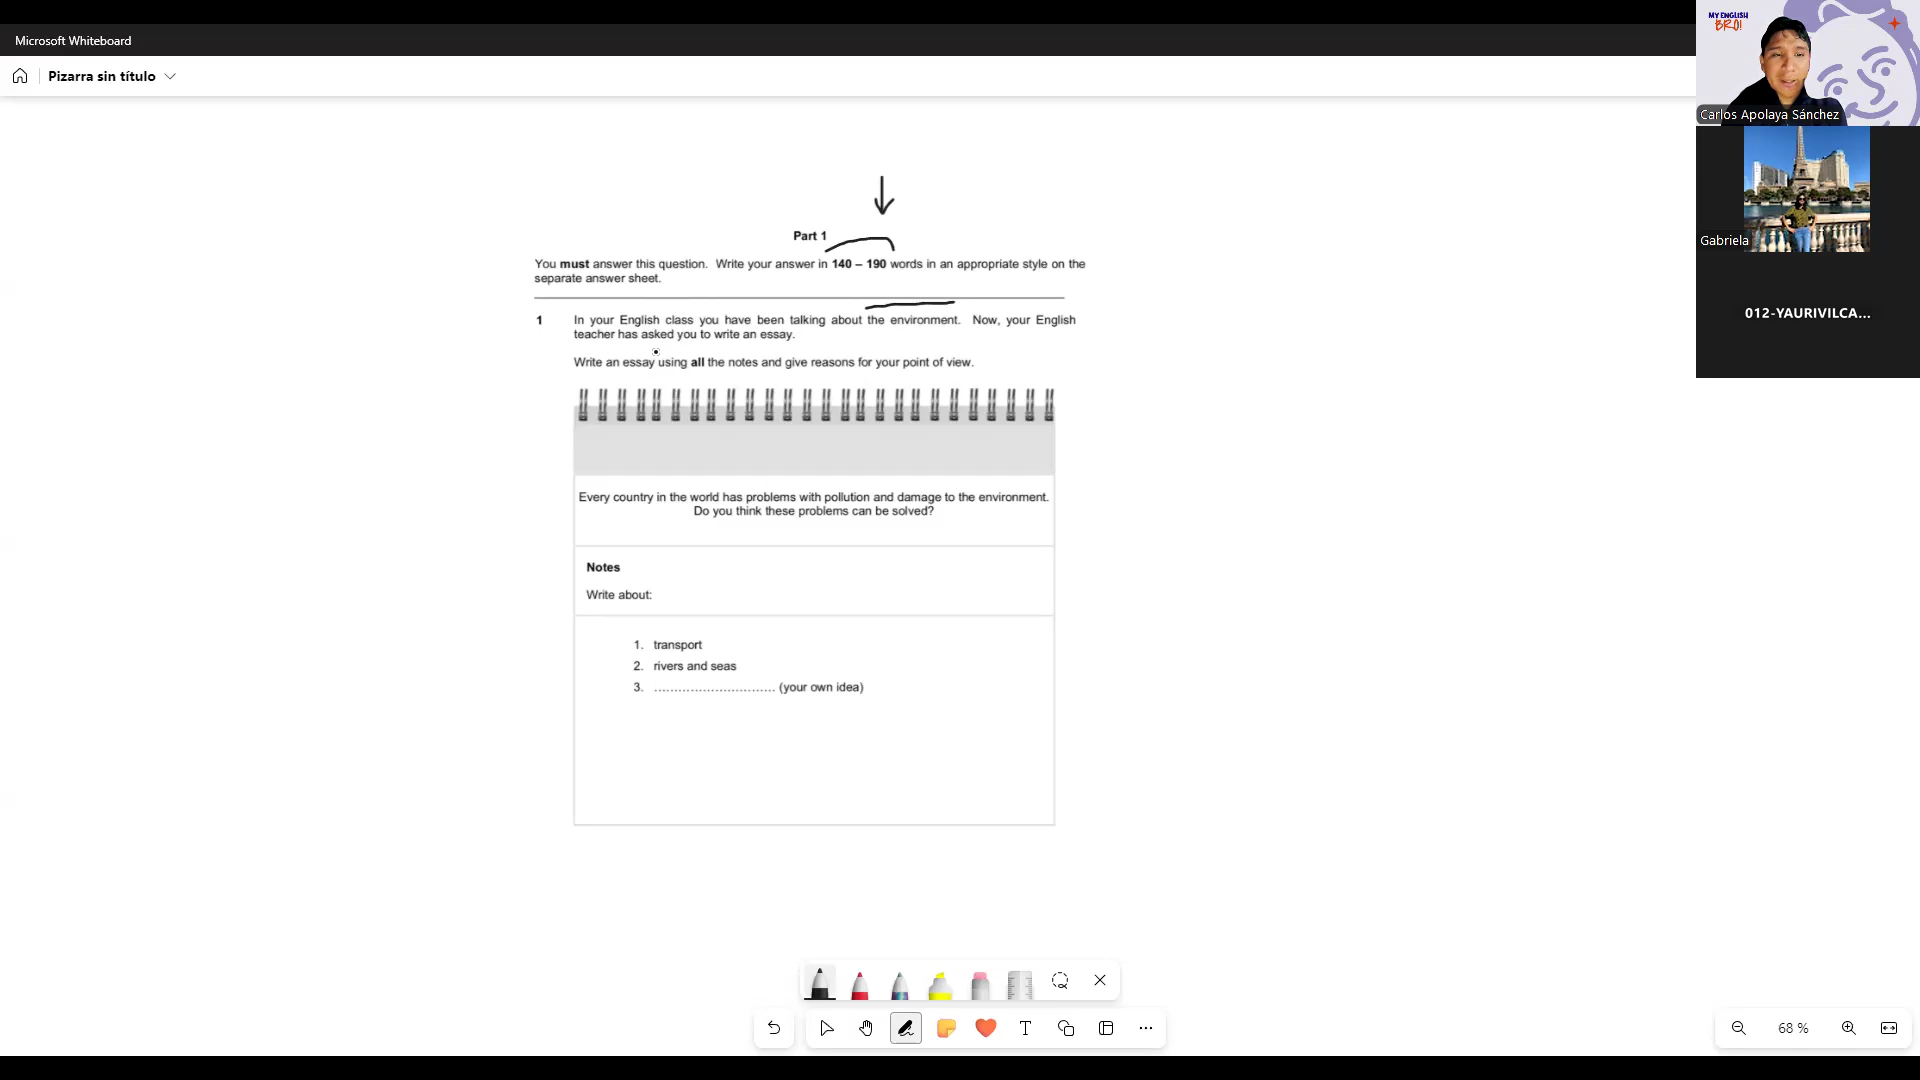 Microsoft Whiteboard
MY ENGLISH
BRO!
Pizarra sin título
Carlos Apolaya Sánchez
Gabriela
012-YAURIVILCA...
Part 1
You must answer this question. Write your answer in 140 – 190 words in an appropriate style on the
separate answer sheet.
1 In your English class you have been talking about the environment. Now, your English
teacher has asked you to write an essay.
Write an essay using all the notes and give reasons for your point of view.
Every country in the world has problems with pollution and damage to the environment.
Do you think these problems can be solved?
Notes
Write about:
1. transport
2. rivers and seas
3. .............................. (your own idea)
68 %